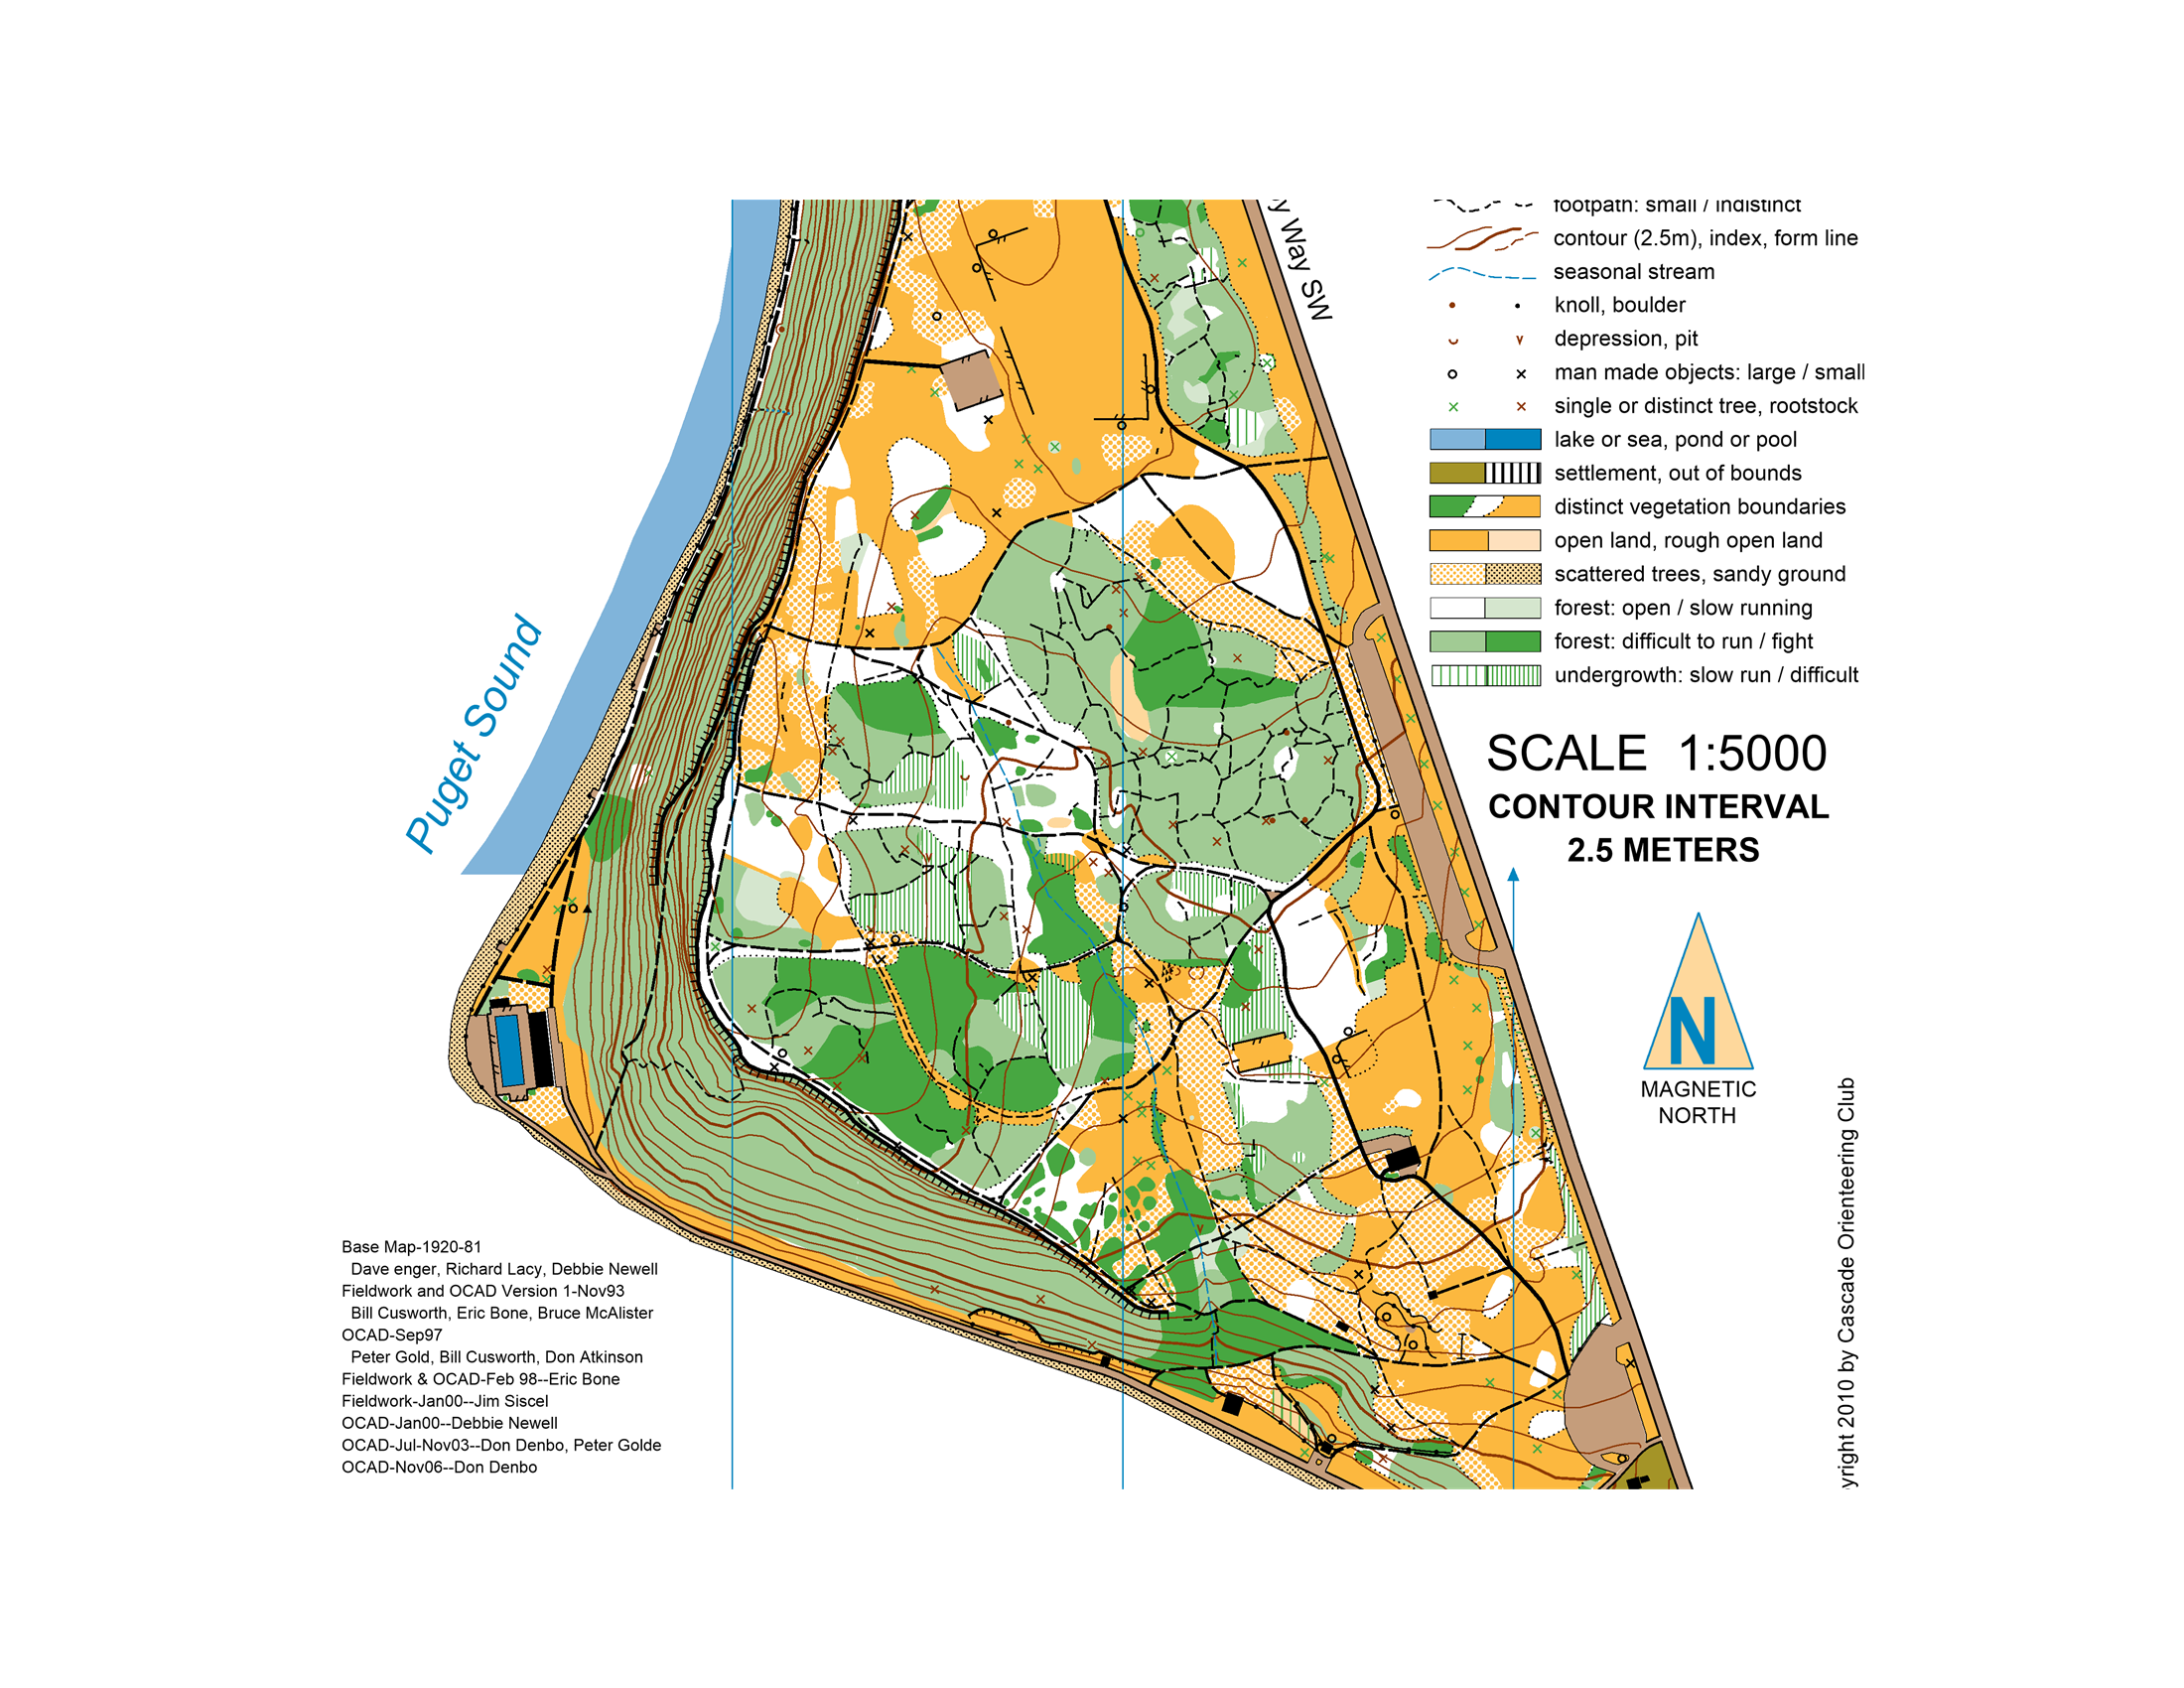 footpath: small / indistinct
contour (2.5m), index, form line
seasonal stream
knoll, boulder
depression, pit
man made objects: large / small
single or distinct tree, rootstock
lake or sea, pond or pool
settlement, out of bounds
distinct vegetation boundaries
open land, rough open land
scattered trees, sandy ground
forest: open / slow running
forest: difficult to run / fight
undergrowth: slow run / difficult
y Way SW
Puget Sound
SCALE 1:5000
CONTOUR INTERVAL
2.5 METERS
N
MAGNETIC
NORTH
yright 2010 by Cascade Orienteering Club
Base Map-1920-81
Dave enger, Richard Lacy, Debbie Newell
Fieldwork and OCAD Version 1-Nov93
Bill Cusworth, Eric Bone, Bruce McAlister
OCAD-Sep97
Peter Gold, Bill Cusworth, Don Atkinson
Fieldwork & OCAD-Feb 98--Eric Bone
Fieldwork-Jan00--Jim Siscel
OCAD-Jan00--Debbie Newell
OCAD-Jul-Nov03--Don Denbo, Peter Golde
OCAD-Nov06--Don Denbo